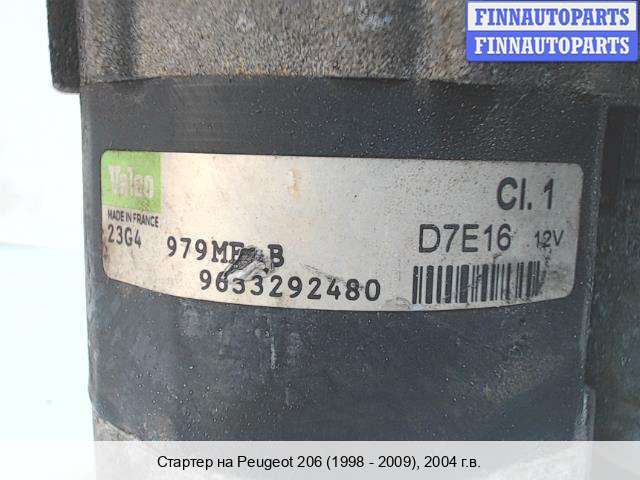 FINNAUTOPARTS
FINNAUTOPARTS
Valeo
MADE IN FRANCE
Cl. 1
23G4 979M B
D7E16 12V
9633292480
Стартер на Peugeot 206 (1998 - 2009), 2004 г.в.